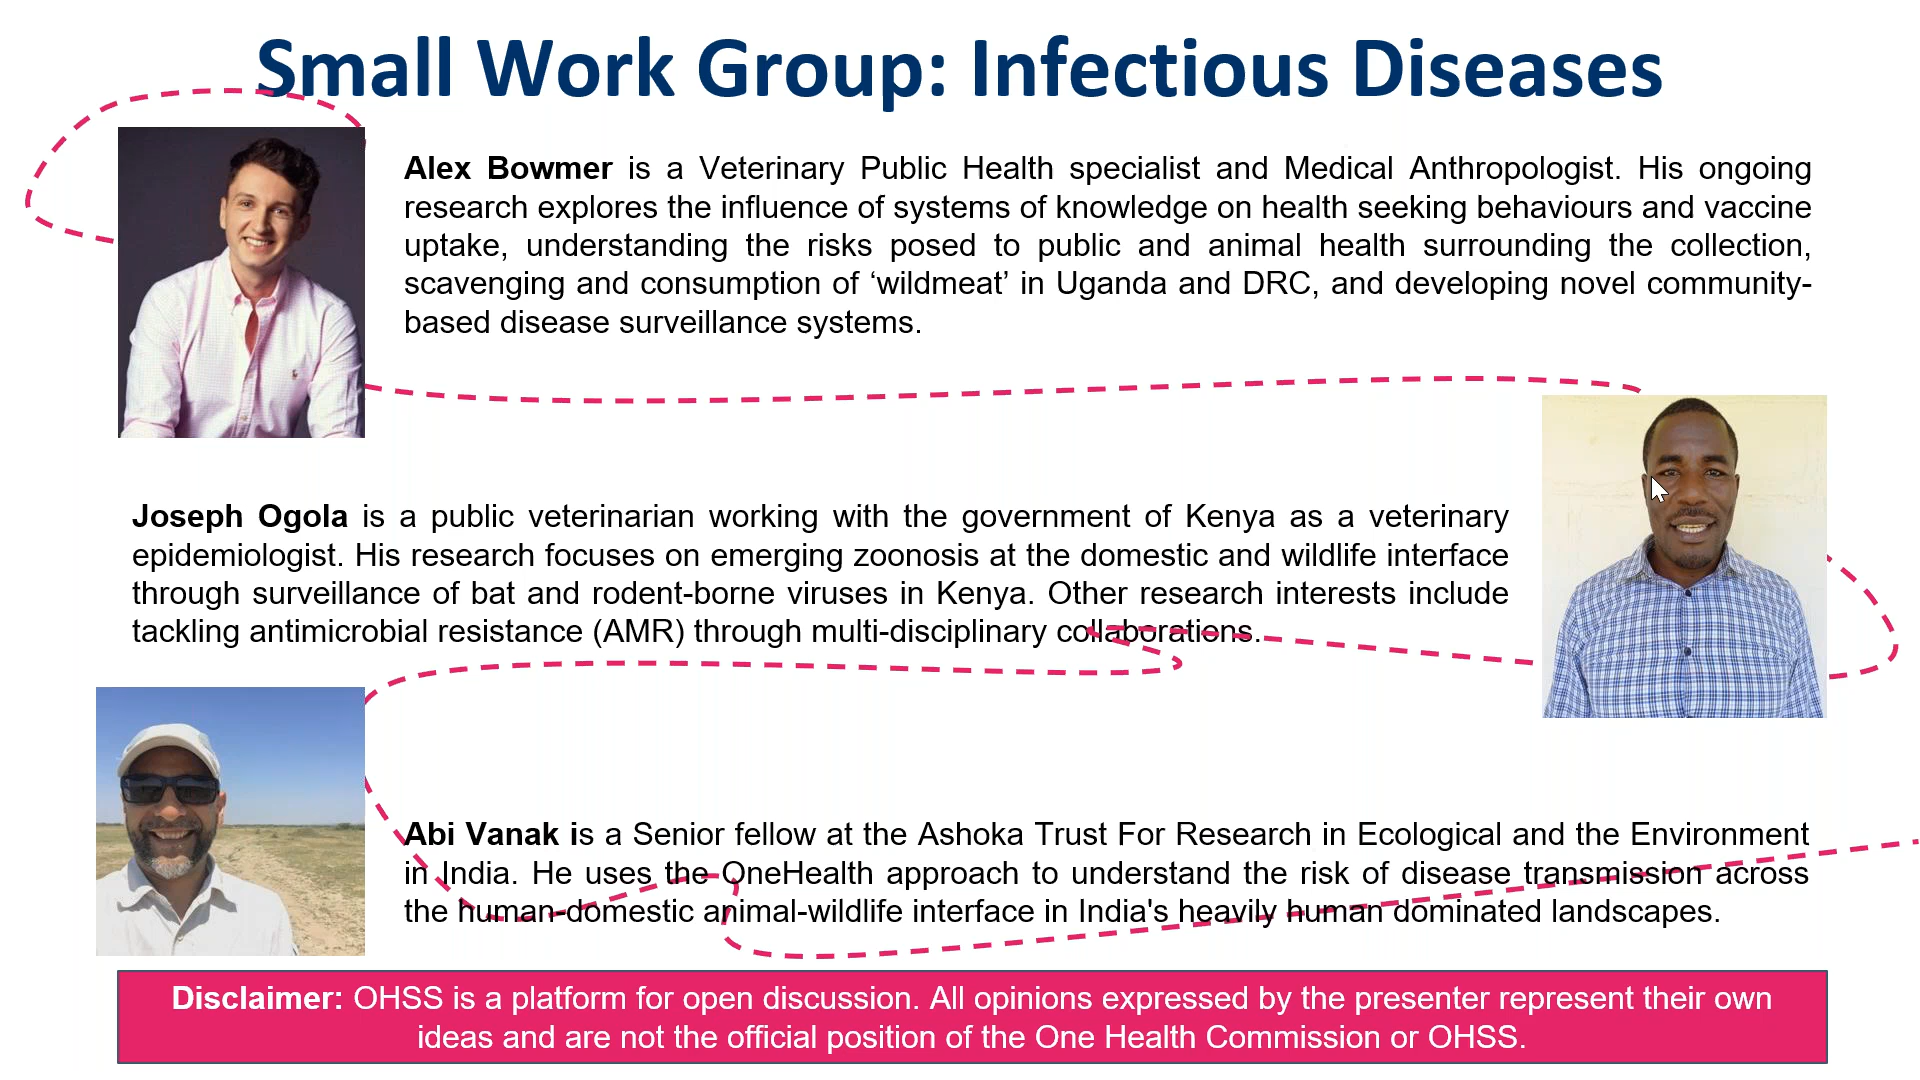 Small Work Group: Infectious Diseases
Alex Bowmer is a Veterinary Public Health specialist and Medical Anthropologist. His ongoing
research explores the influence of systems of knowledge on health seeking behaviours and vaccine
uptake, understanding the risks posed to public and animal health surrounding the collection,
scavenging and consumption of ‘wildmeat’ in Uganda and DRC, and developing novel community-
based disease surveillance systems.
Joseph Ogola is a public veterinarian working with the government of Kenya as a veterinary
epidemiologist. His research focuses on emerging zoonosis at the domestic and wildlife interface
through surveillance of bat and rodent-borne viruses in Kenya. Other research interests include
tackling antimicrobial resistance (AMR) through multi-disciplinary collaborations.
Abi Vanak is a Senior fellow at the Ashoka Trust For Research in Ecological and the Environment
in India. He uses the OneHealth approach to understand the risk of disease transmission across
the human-domestic animal-wildlife interface in India's heavily human dominated landscapes.
Disclaimer: OHSS is a platform for open discussion. All opinions expressed by the presenter represent their own
ideas and are not the official position of the One Health Commission or OHSS.